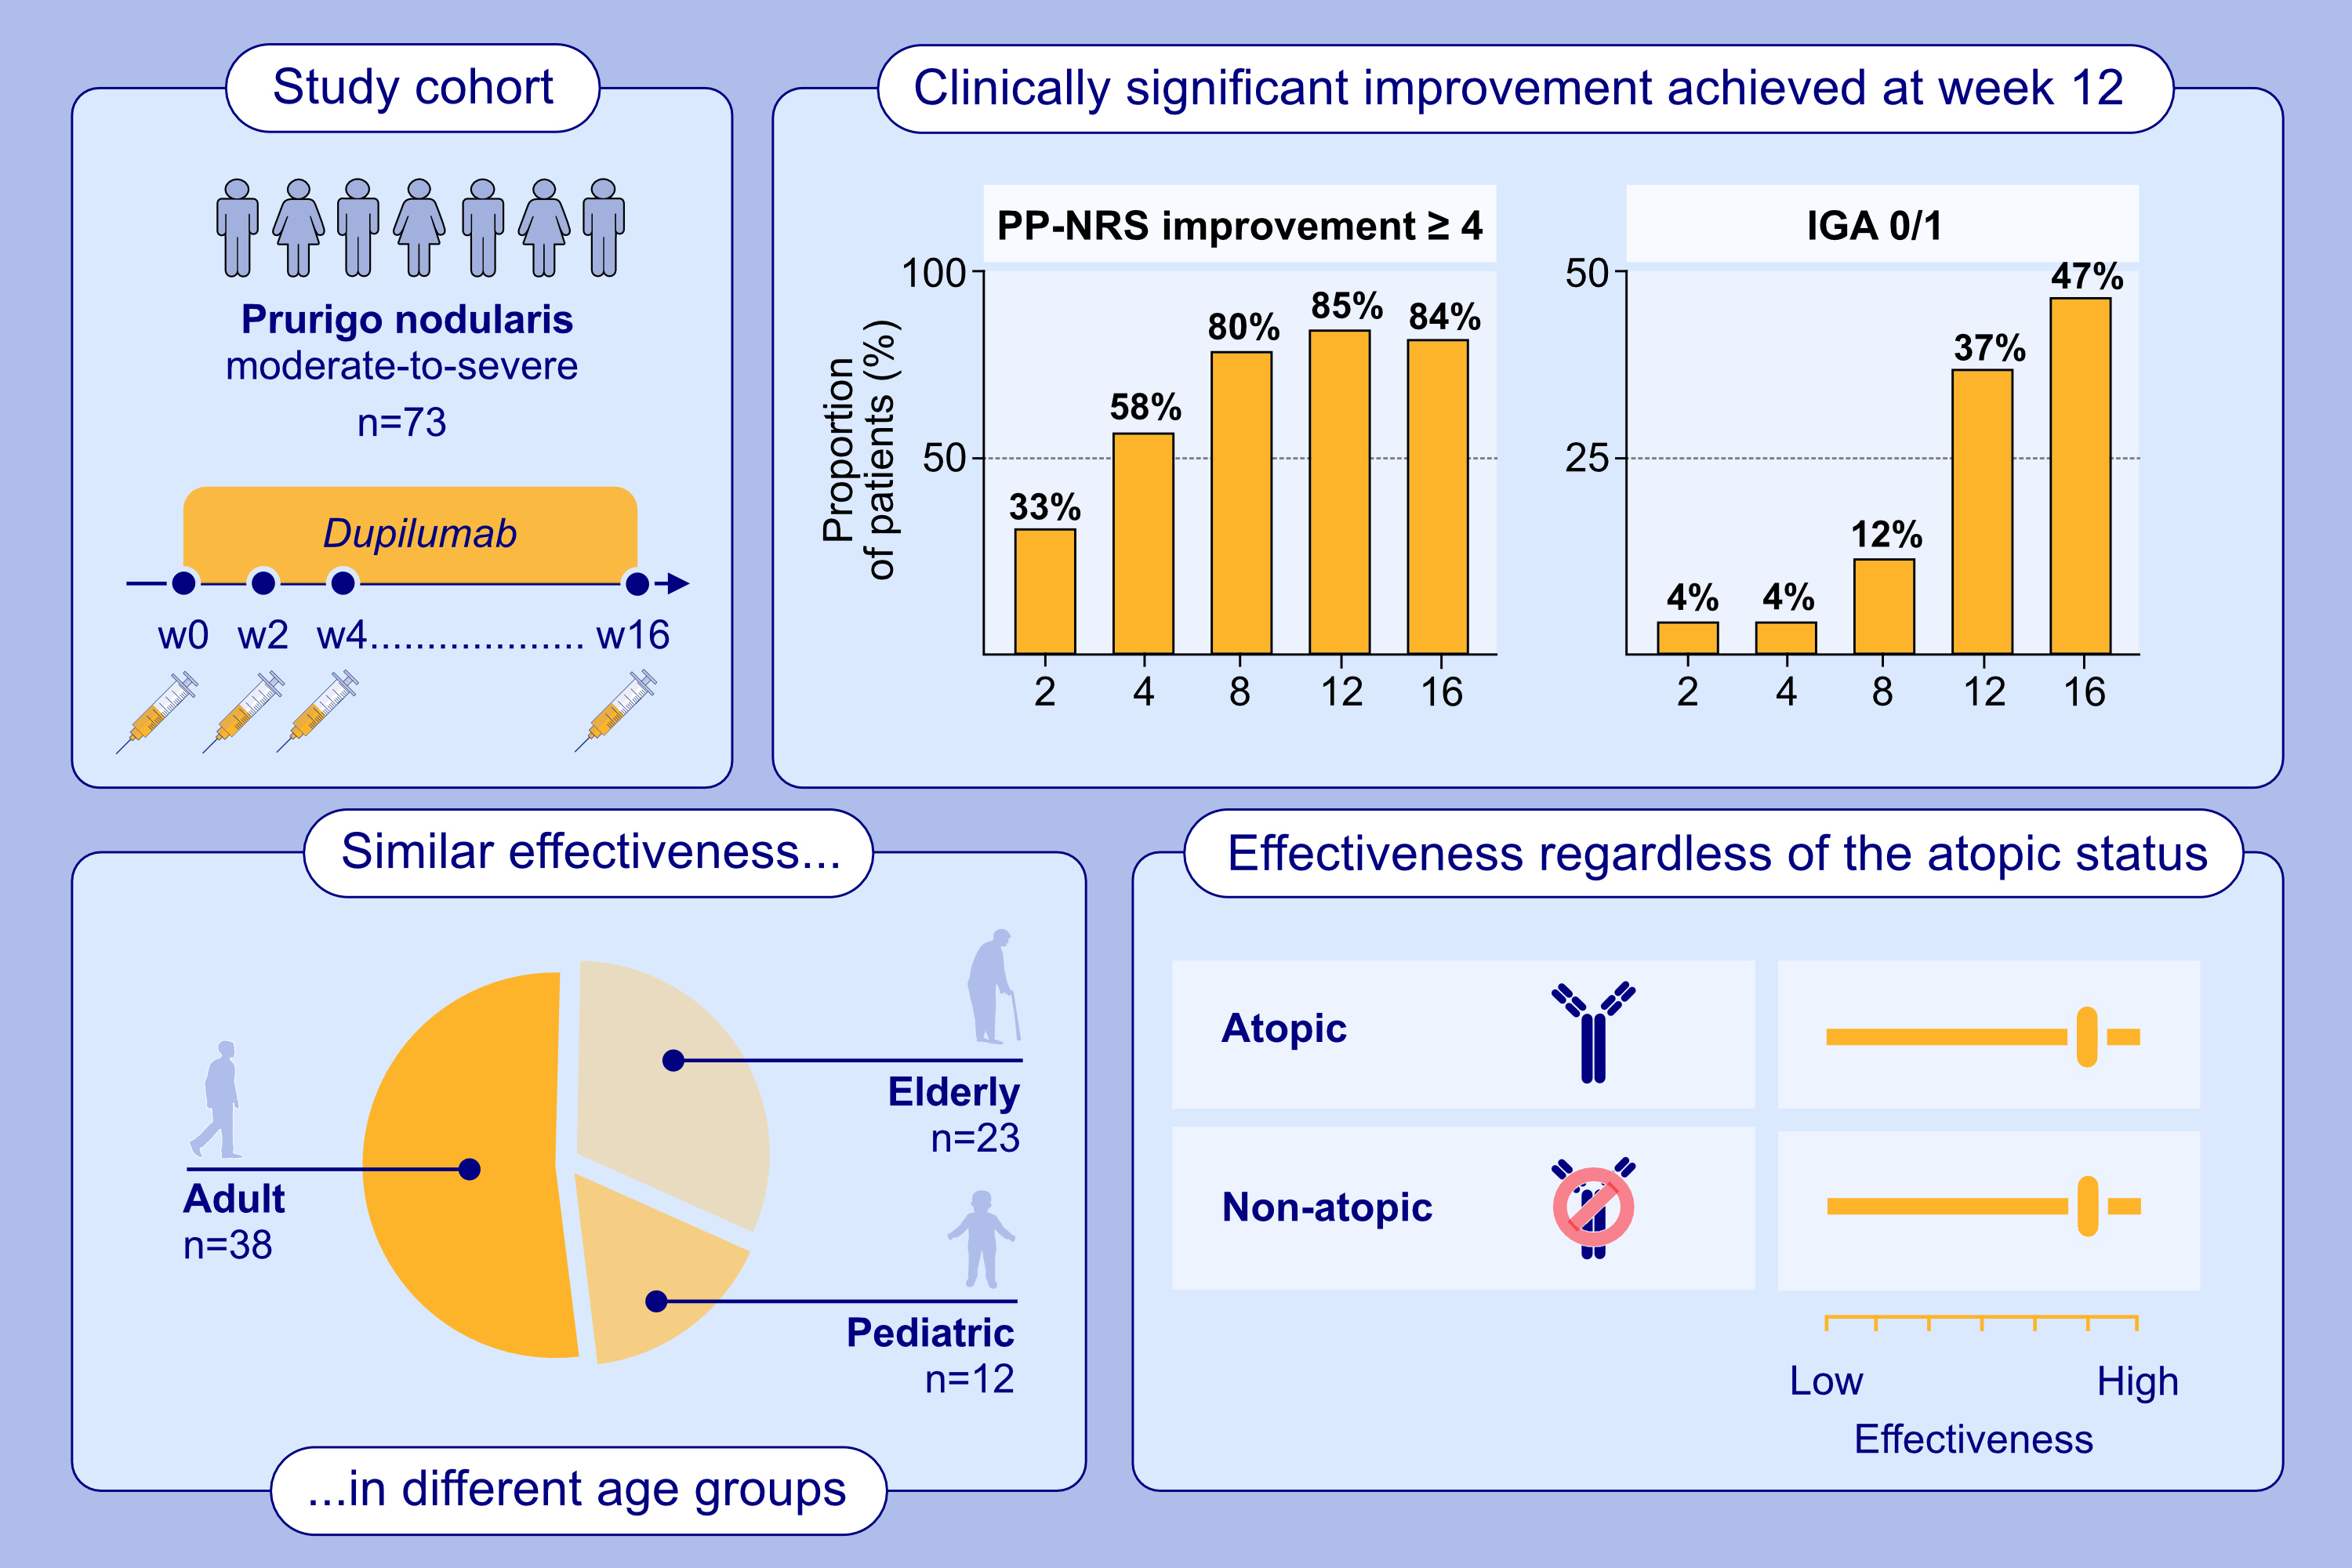 Study cohort
Prurigo nodularis
moderate-to-severe
n=73
Dupilumab
w0 w2 w4................... w16
Clinically significant improvement achieved at week 12
PP-NRS improvement ≥ 4
Proportion
of patients (%)
100
50
33%
58%
80%
85%
84%
2 4 8 12 16
IGA 0/1
50
25
4%
4%
12%
37%
47%
2 4 8 12 16
Similar effectiveness...
Adult
n=38
Elderly
n=23
Pediatric
n=12
...in different age groups
Effectiveness regardless of the atopic status
Atopic
Non-atopic
Low High
Effectiveness